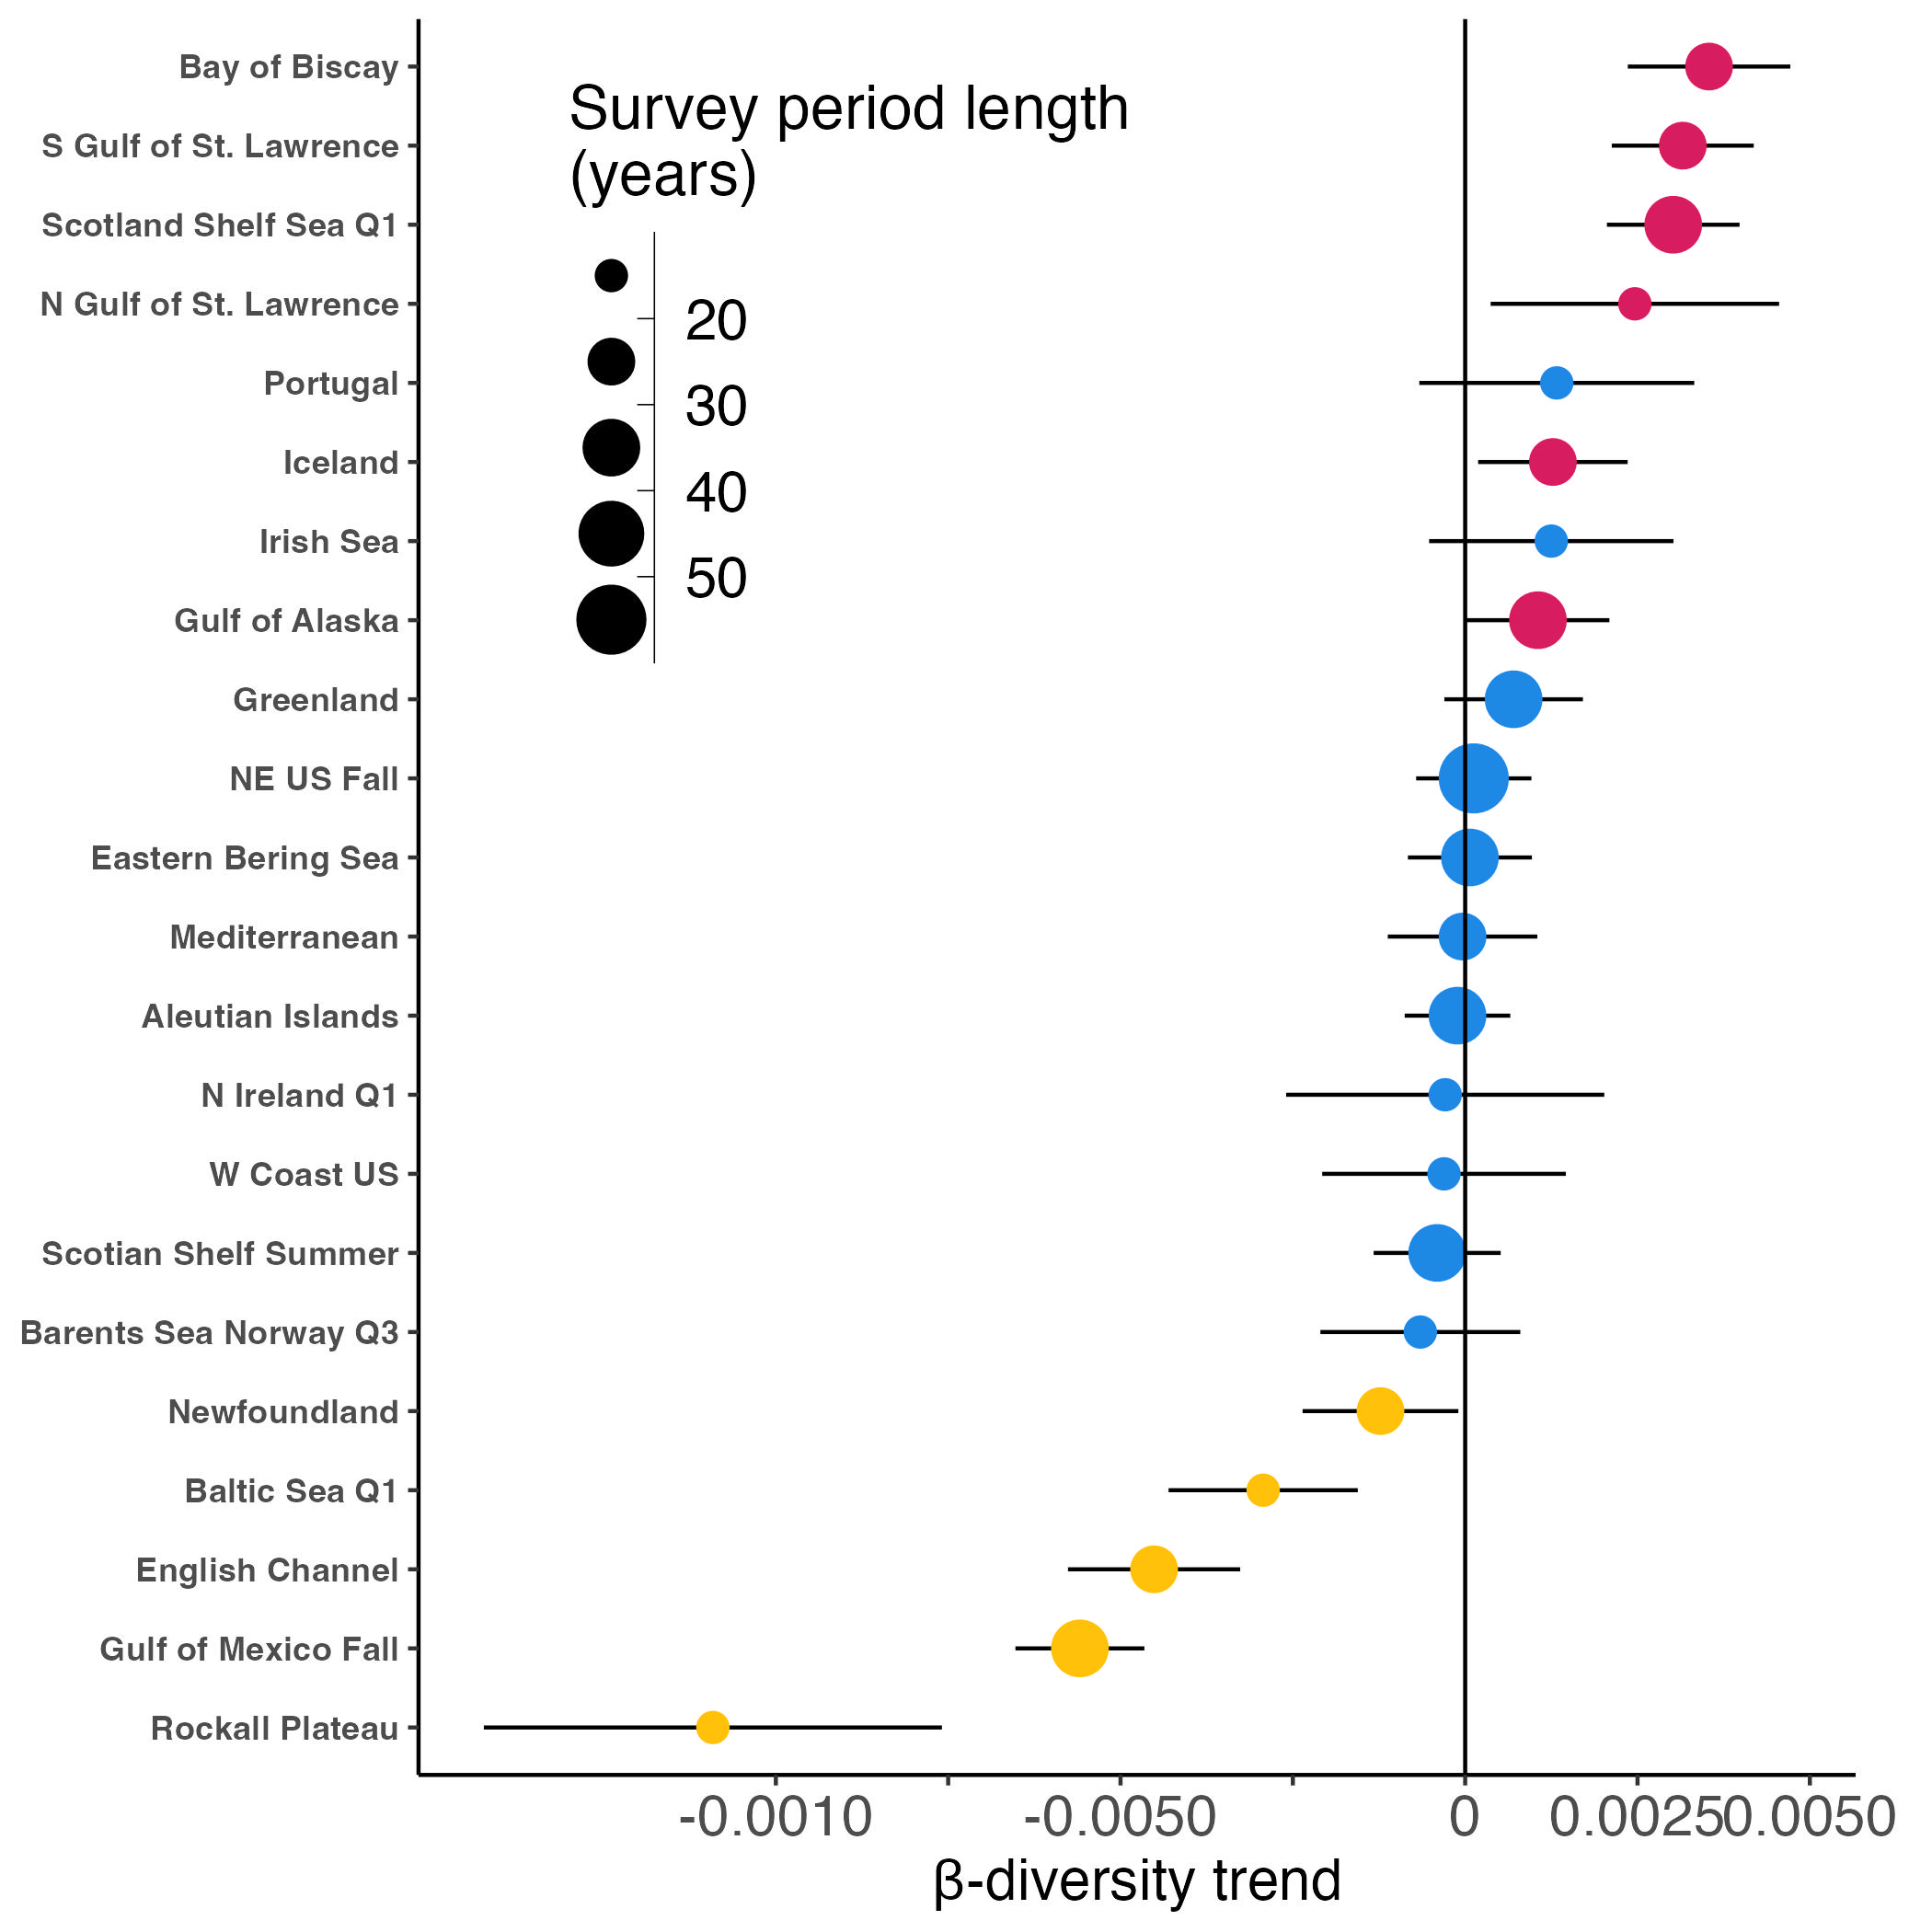 Bay of Biscay
S Gulf of St. Lawrence
Scotland Shelf Sea Q1
N Gulf of St. Lawrence
Portugal
Iceland
Irish Sea
Gulf of Alaska
Greenland
NE US Fall
Eastern Bering Sea
Mediterranean
Aleutian Islands
N Ireland Q1
W Coast US
Scotian Shelf Summer
Barents Sea Norway Q3
Newfoundland
Baltic Sea Q1
English Channel
Gulf of Mexico Fall
Rockall Plateau
Survey period length
(years)
20
30
40
50
-0.0010 -0.0050 0 0.0025 0.0050
β-diversity trend